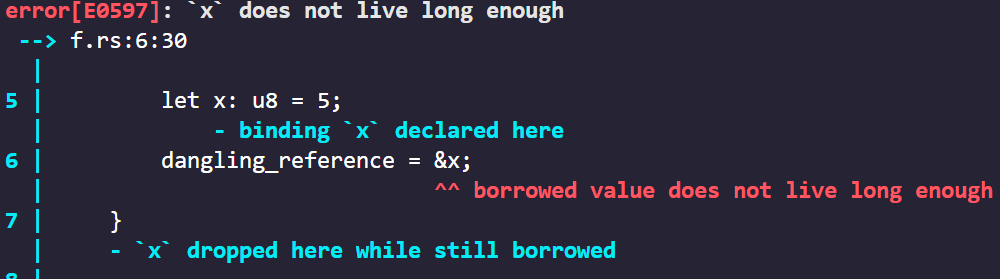 error[E0597]: `x` does not live long enough
 --> f.rs:6:30
  |
5 |         let x: u8 = 5;
  |             - binding `x` declared here
6 |         dangling_reference = &x;
  |                              ^^ borrowed value does not live long enough
7 |     }
  |     - `x` dropped here while still borrowed
8 |